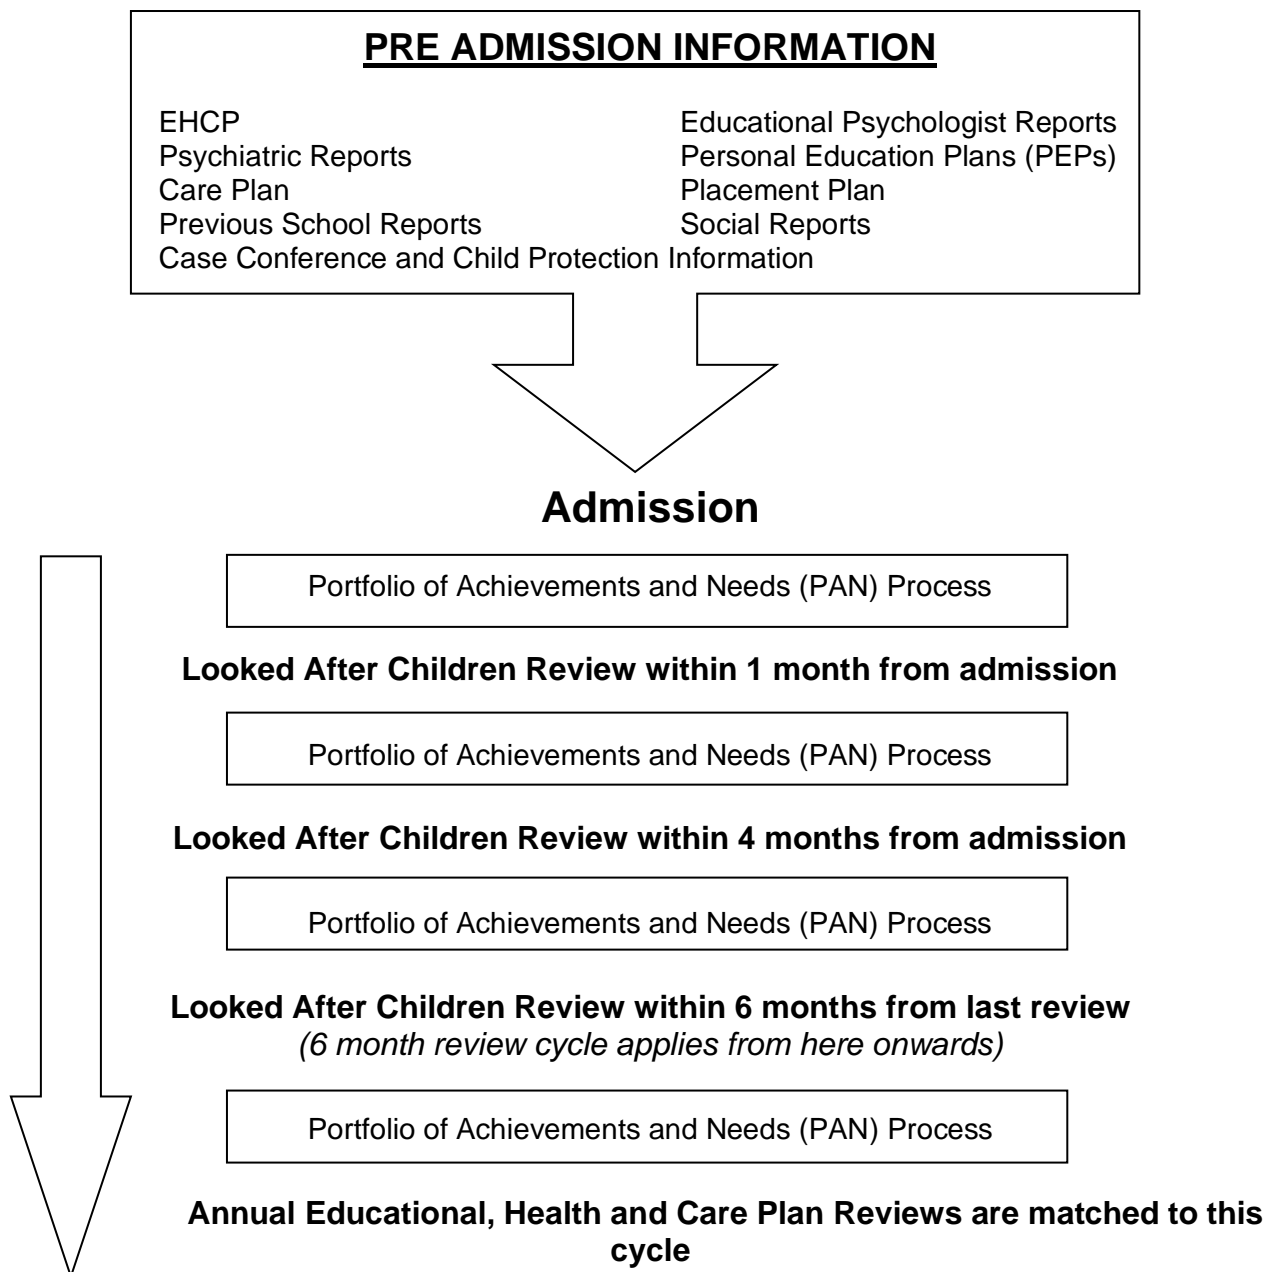 PRE ADMISSION INFORMATION
EHCP
Educational Psychologist Reports
Psychiatric Reports
Personal Education Plans (PEPs)
Care Plan
Placement Plan
Previous School Reports
Social Reports
Case Conference and Child Protection Information
Admission
Portfolio of Achievements and Needs (PAN) Process
Looked After Children Review within 1 month from admission
Portfolio of Achievements and Needs (PAN) Process
Looked After Children Review within 4 months from admission
Portfolio of Achievements and Needs (PAN) Process
Looked After Children Review within 6 months from last review
(6 month review cycle applies from here onwards)
Portfolio of Achievements and Needs (PAN) Process
Annual Educational, Health and Care Plan Reviews are matched to this
cycle